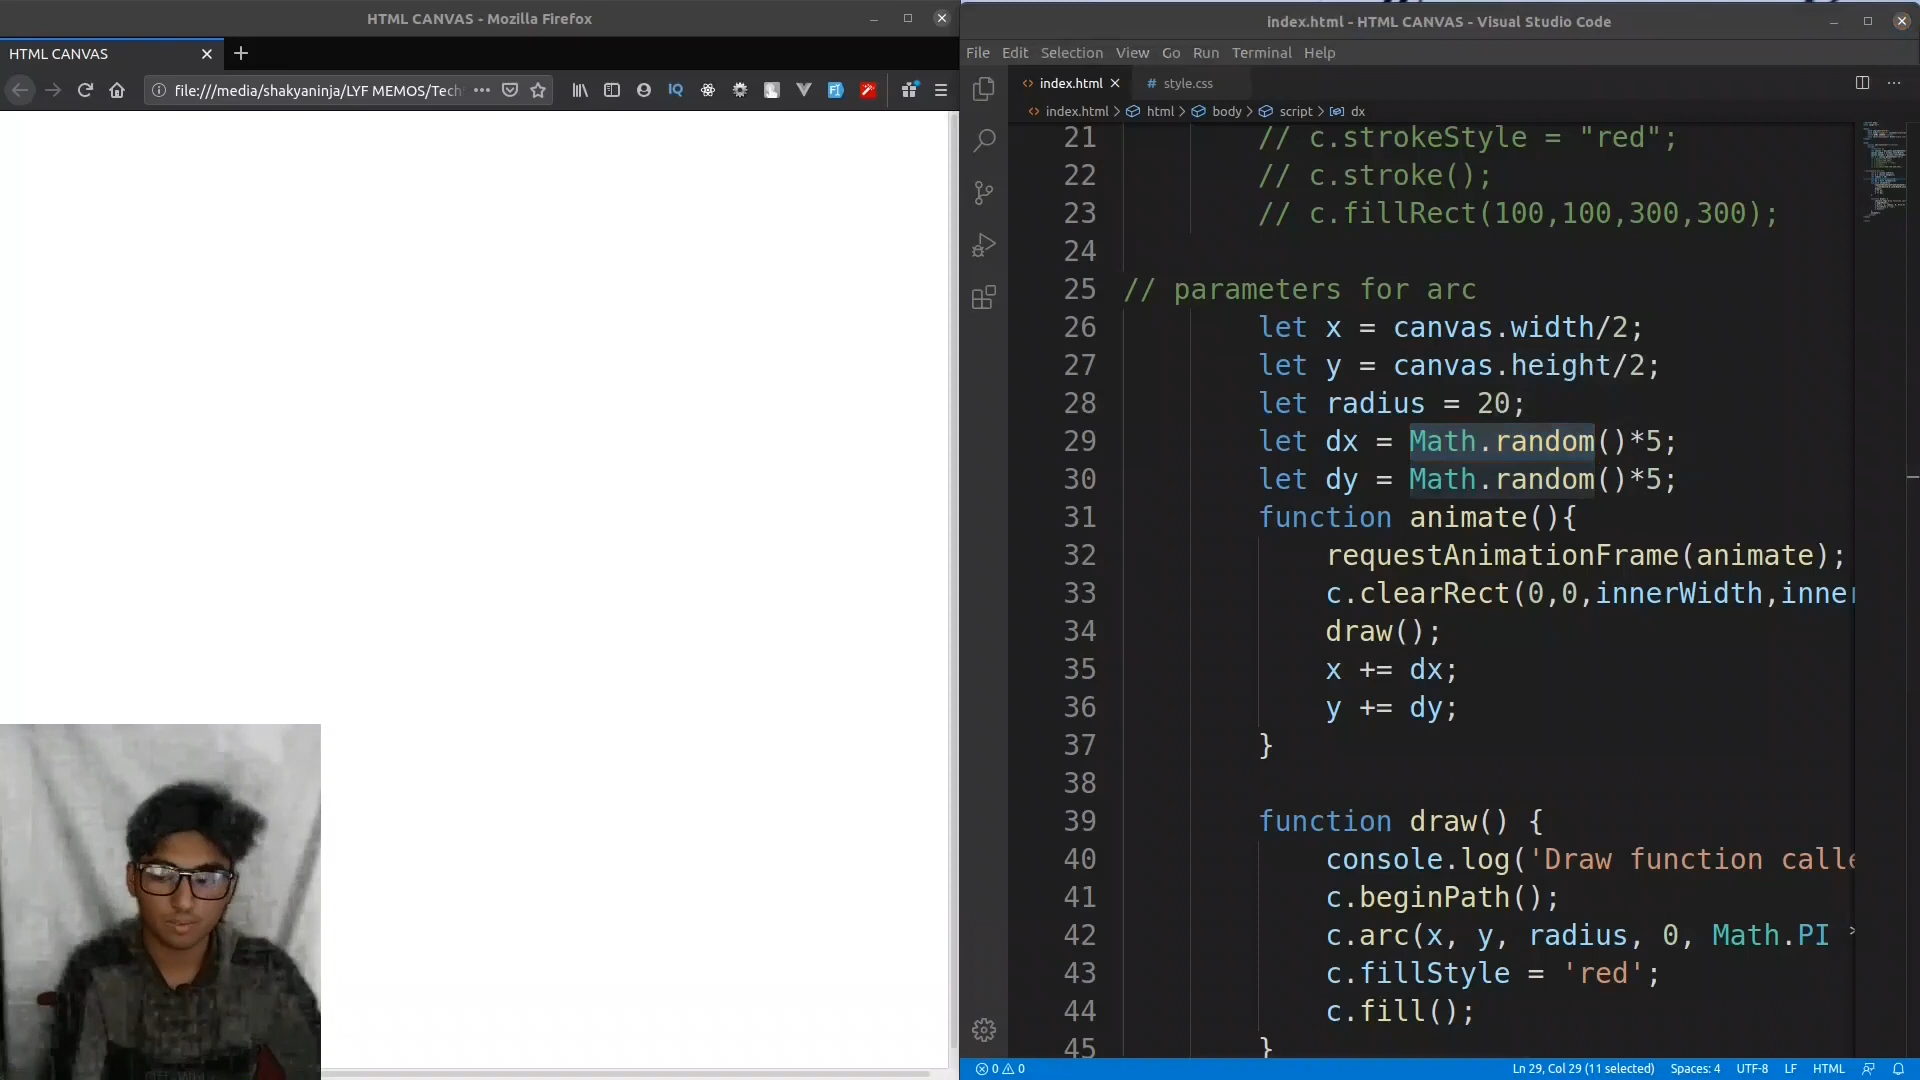 HTML CANVAS - Mozilla Firefox
HTML CANVAS
file:///media/shakyaninja/LYF MEMOS/Tech
IQ
index.html - HTML CANVAS - Visual Studio Code
File Edit Selection View Go Run Terminal Help
index.html
# style.css
index.html > html > body > script > dx
21 // c.strokeStyle = "red";
22 // c.stroke();
23 // c.fillRect(100,100,300,300);
24
25 // parameters for arc
26 let x = canvas.width/2;
27 let y = canvas.height/2;
28 let radius = 20;
29 let dx = Math.random()*5;
30 let dy = Math.random()*5;
31 function animate(){
32 requestAnimationFrame(animate);
33 c.clearRect(0,0,innerWidth,inner
34 draw();
35 x += dx;
36 y += dy;
37 }
38
39 function draw() {
40 console.log('Draw function calle
41 c.beginPath();
42 c.arc(x, y, radius, 0, Math.PI *
43 c.fillStyle = 'red';
44 c.fill();
45 }
0 0
Ln 29, Col 29 (11 selected) Spaces: 4 UTF-8 LF HTML